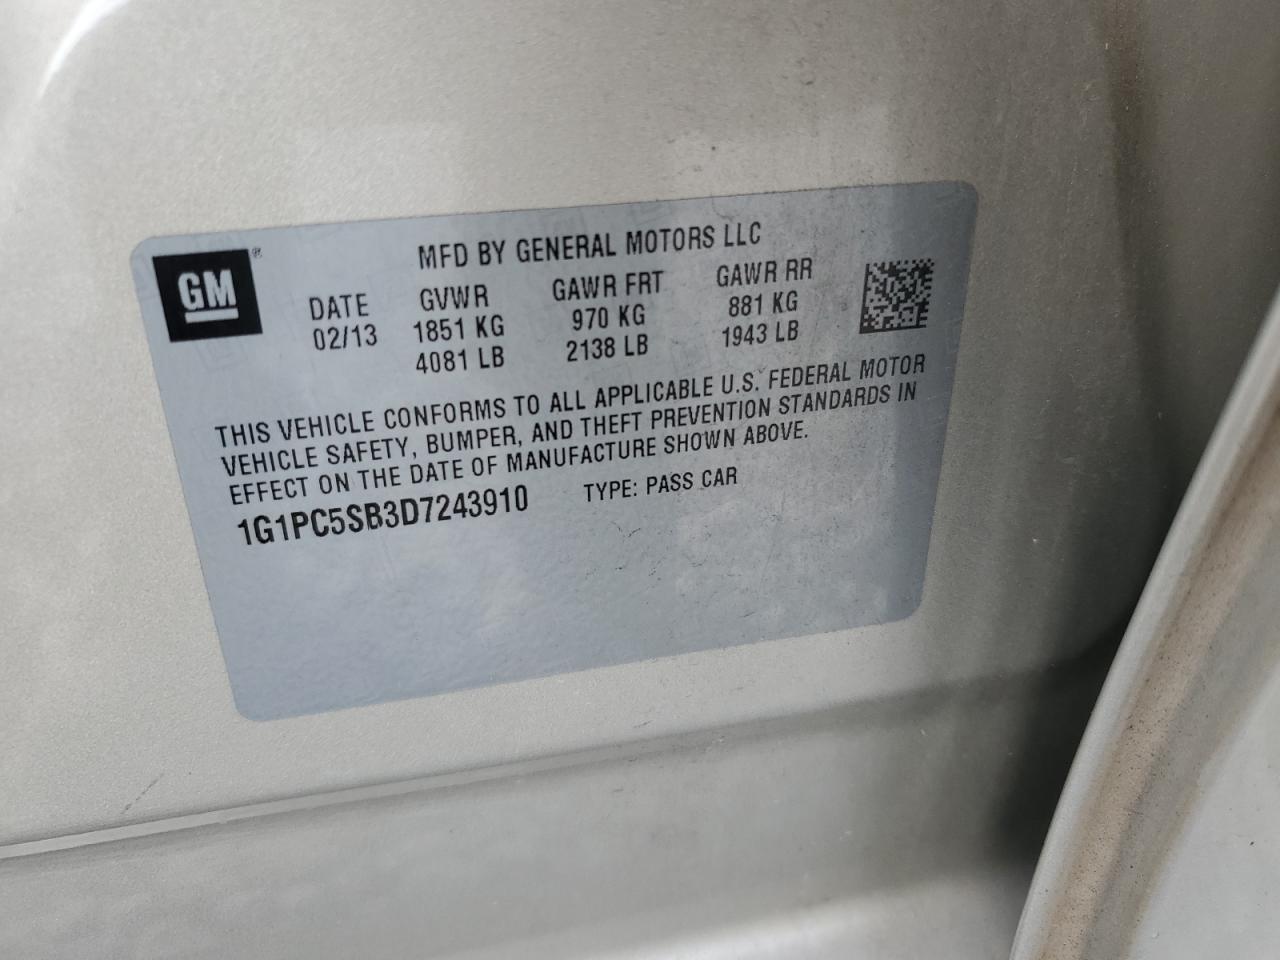 GM®
MFD BY GENERAL MOTORS LLC
DATE GVWR GAWR FRT GAWR RR
02/13 1851 KG 970 KG 881 KG
4081 LB 2138 LB 1943 LB
THIS VEHICLE CONFORMS TO ALL APPLICABLE U.S. FEDERAL MOTOR
VEHICLE SAFETY, BUMPER, AND THEFT PREVENTION STANDARDS IN
EFFECT ON THE DATE OF MANUFACTURE SHOWN ABOVE.
1G1PC5SB3D7243910 TYPE: PASS CAR